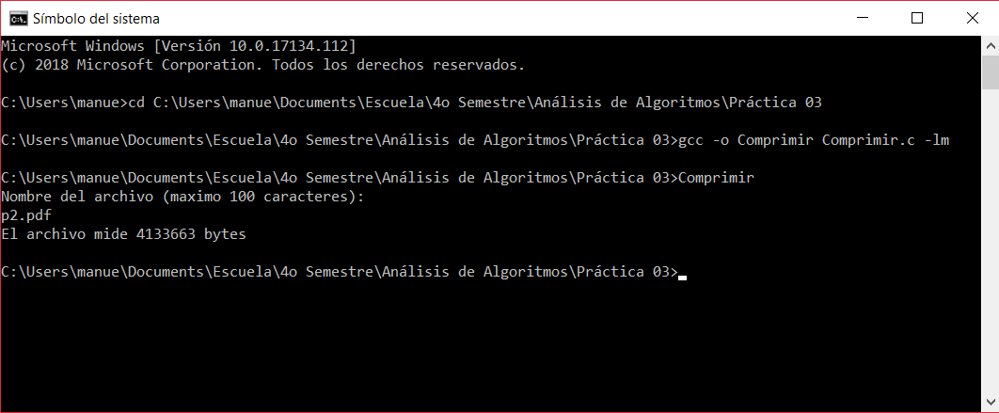 Símbolo del sistema
Microsoft Windows [Versión 10.0.17134.112]
(c) 2018 Microsoft Corporation. Todos los derechos reservados.
C:\Users\manue>cd C:\Users\manue\Documents\Escuela\4o Semestre\Análisis de Algoritmos\Práctica 03
C:\Users\manue\Documents\Escuela\4o Semestre\Análisis de Algoritmos\Práctica 03>gcc -o Comprimir Comprimir.c -lm
C:\Users\manue\Documents\Escuela\4o Semestre\Análisis de Algoritmos\Práctica 03>Comprimir
Nombre del archivo (maximo 100 caracteres):
p2.pdf
El archivo mide 4133663 bytes
C:\Users\manue\Documents\Escuela\4o Semestre\Análisis de Algoritmos\Práctica 03>